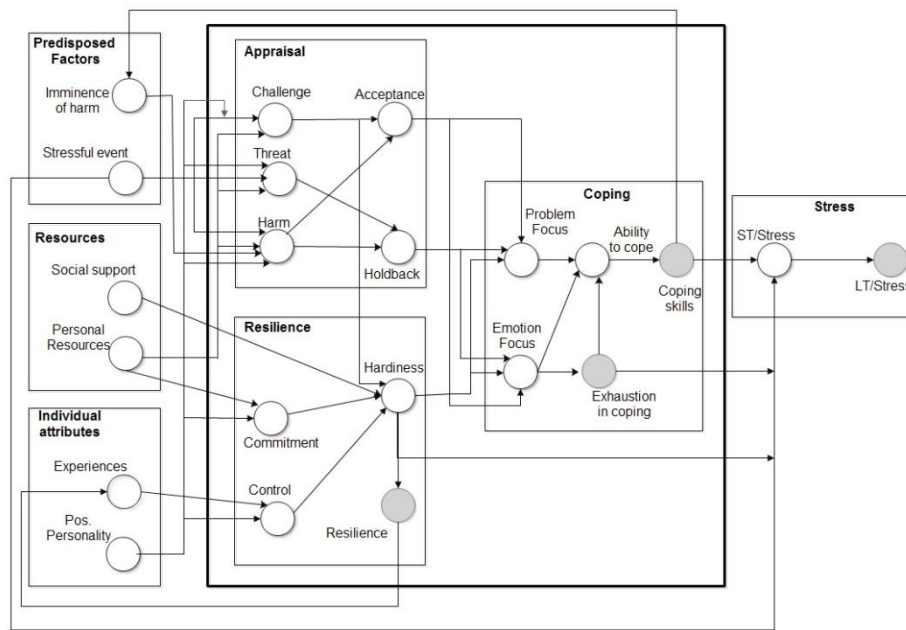 Predisposed
Factors
Imminence
of harm
Stressful event
Resources
Social support
Personal
Resources
Individual
attributes
Experiences
Pos.
Personality
Appraisal
Challenge
Acceptance
Threat
Harm
Holdback
Resilience
Hardiness
Commitment
Control
Resilience
Coping
Problem
Focus
Ability
to cope
Coping
skills
Emotion
Focus
Exhaustion
in coping
Stress
ST/Stress
LT/Stress